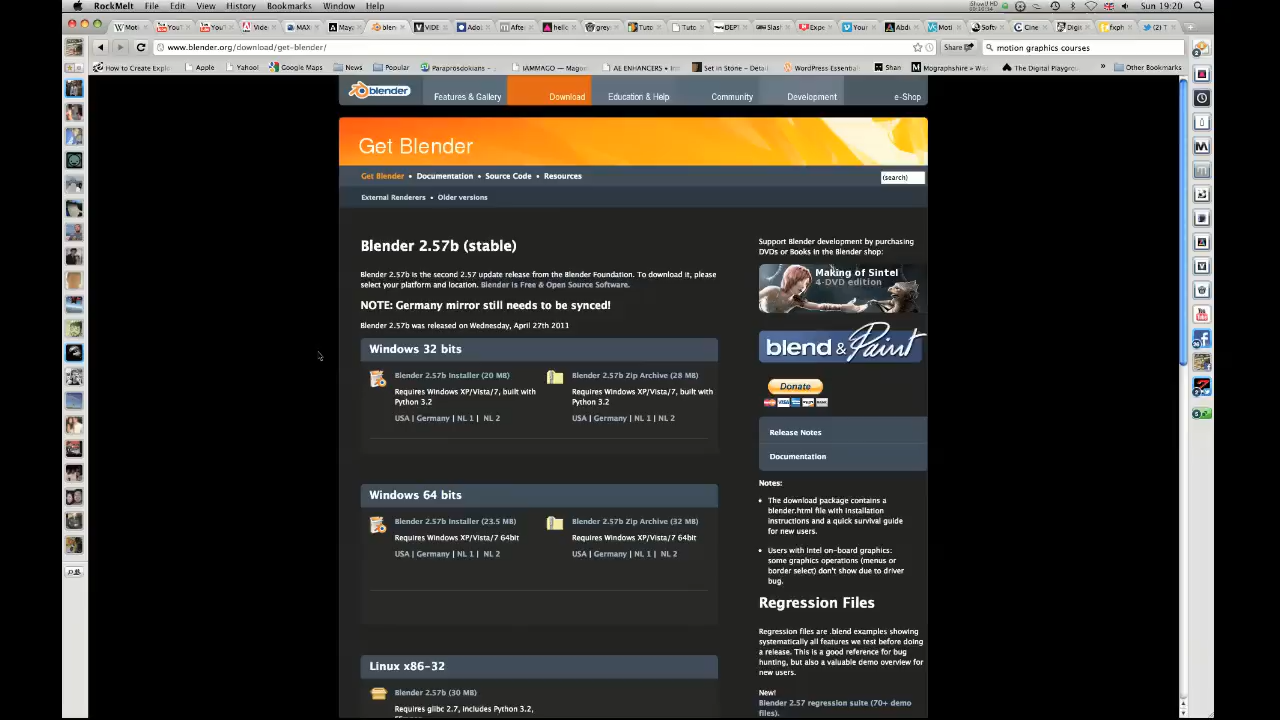 RockMelt File Edit View History Bookmarks Window Help
Sun 19:20
www.blender.org/download/get-blender/
Share
motion graphics courses
How to Create Expl Apple Yahoo! Google Maps News Popular Paraprosdokians IAMMAGO — Mago AE ENHANCERS • In Set in Stone – Detail WordPress-Essential Shan Mographishire » We The Digital Playgrou » Other Bookmarks
blender
Features & Gallery Download Education & Help Community Development e-Shop
Get Blender
Get Blender • Documentation • Source Code • Resources
(search)
External Renderers • Older versions
Blender 2.57b (stable)
Blender 2.57b is the second 2.57 update release from the Blender Foundation. To download it, please
select your platform and location. Blender is Free & Open Source Software.
NOTE: Germany mirror still needs to be synced!
Blender 2.57b was released on Wednesday, April 27th 2011
Windows 32 bits
Blender 2.57b Installer (20 MB)
Requires Windows XP/Vista/7, built with
Python 3.2
USA | Germany | NL 1 | NL 2
Blender 2.57b Zip Archive (28 MB)
Requires Windows XP/Vista/7, built with
Python 3.2
USA | Germany | NL 1 | NL 2
Windows 64 bits
Blender 2.57b Installer (23.5 MB)
Requires Windows XP/Vista/7 64bit
USA | Germany | NL 1 | NL 2
Blender 2.57b Zip Archive (32 MB)
Requires Windows XP/Vista/7 64bit
USA | Germany | NL 1 | NL 2
Linux x86-32
Blender 2.57b (30 MB)
Requires glibc 2.7, includes Python 3.2,
Support Blender development by purchasing
DVDs or Books in the Blender shop:
Making of Sintel
4-DVD edition
blend & Paint
Donate
Release Notes
Documentation
Notes:
• The download package contains a
blender.html file with installation
instructions and a quick survival guide
for new users.
• Users with Intel on-board graphics:
some graphics operations (menus or
border select) don't show due to driver
bug.
Regression Files
Regression files are .blend examples showing
systematically all features we test before doing
a release. This is a good reference for bug
hunting, but also a valuable demo overview for
new users.
New!
Blender 2.57 regression suite (70+ demo
files).